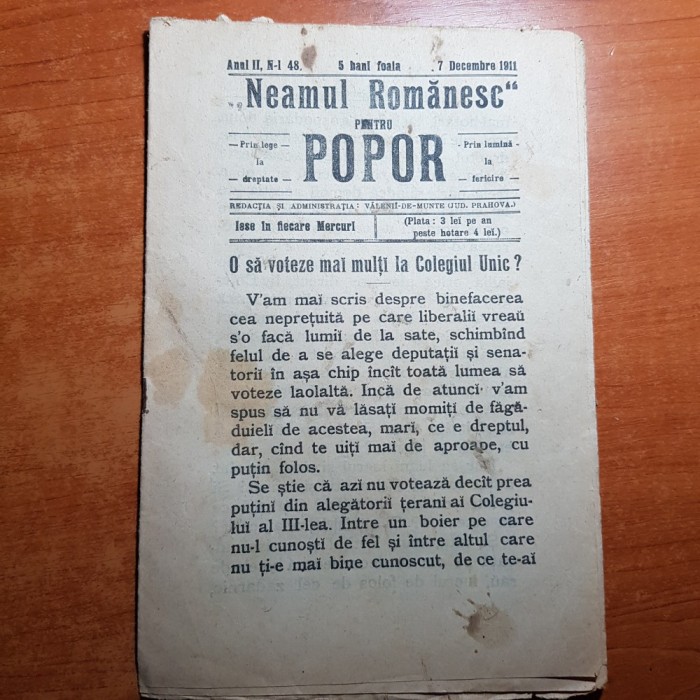 Anul II, N-l 48. 5 bani foaia 7 Decembre 1911
„Neamul Românesc“
PENTRU
POPOR
— Prin lege —
la
— dreptate —
- Prin lumină -
la
— fericire —
REDACȚIA ȘI ADMINISTRAȚIA: VĂLENII-DE-MUNTE (JUD. PRAHOVA.)
Iese în fiecare Mercuri
(Plata: 3 lei pe an
peste hotare 4 lei.)
O să voteze mai mulți la Colegiul Unic?
V'am mai scris despre binefacerea
cea neprețuită pe care liberalii vreaŭ
s'o facă lumii de la sate, schimbînd
felul de a se alege deputații și sena-
torii în așa chip încît toată lumea să
voteze laolaltă. Incă de atunci v'am
spus să nu vă lăsați momiți de făgă-
duieli de acestea, mari, ce e dreptul,
dar, cînd te uiți mai de aproape, cu
puțin folos.
Se știe că azi nu votează decît prea
puțini din alegătorii țerani ai Colegiu-
lui al III-lea. Intre un boier pe care
nu-l cunoști de fel și între altul care
nu ți-e mai bine cunoscut, de ce te-ai